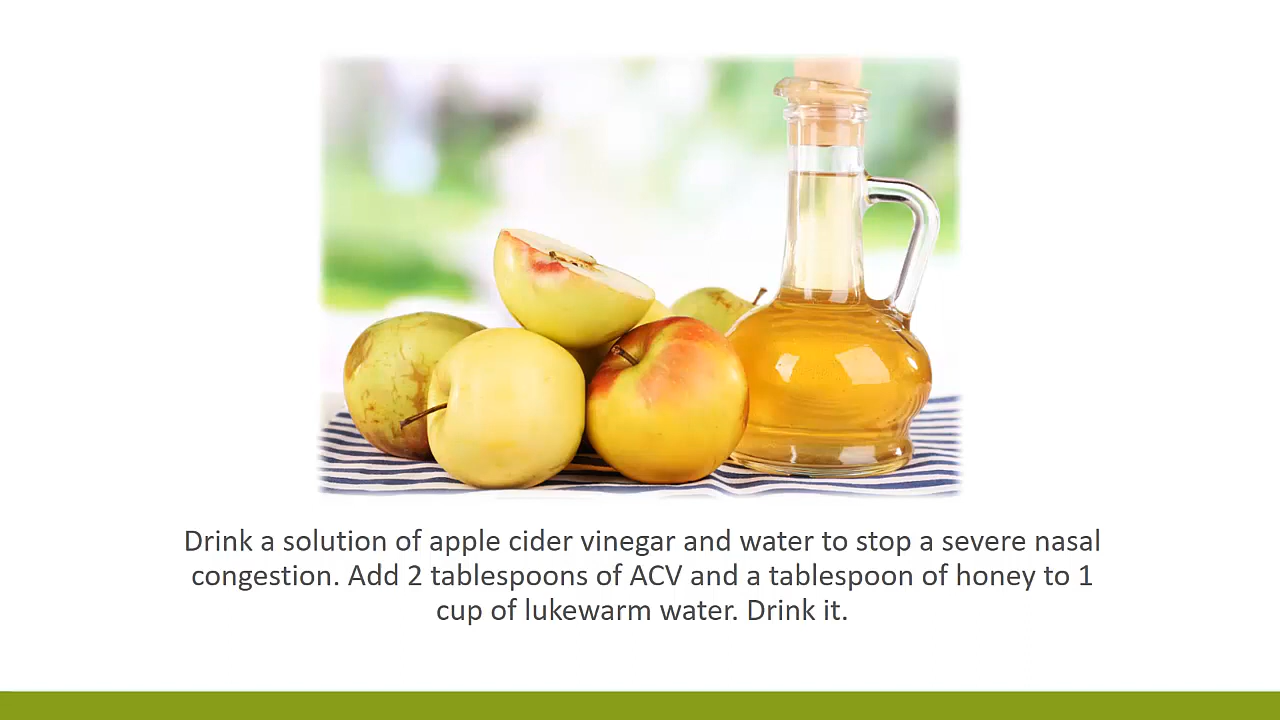 Drink a solution of apple cider vinegar and water to stop a severe nasal
congestion. Add 2 tablespoons of ACV and a tablespoon of honey to 1
cup of lukewarm water. Drink it.